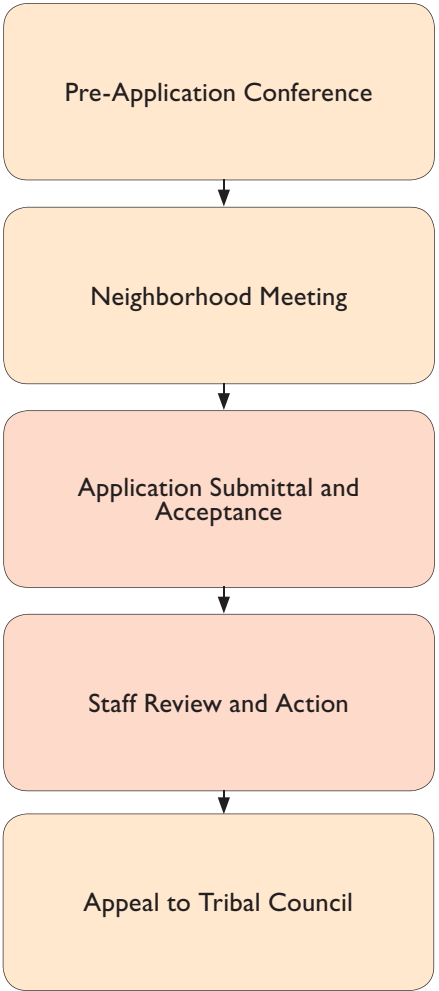 Pre-Application Conference
Neighborhood Meeting
Application Submittal and
Acceptance
Staff Review and Action
Appeal to Tribal Council